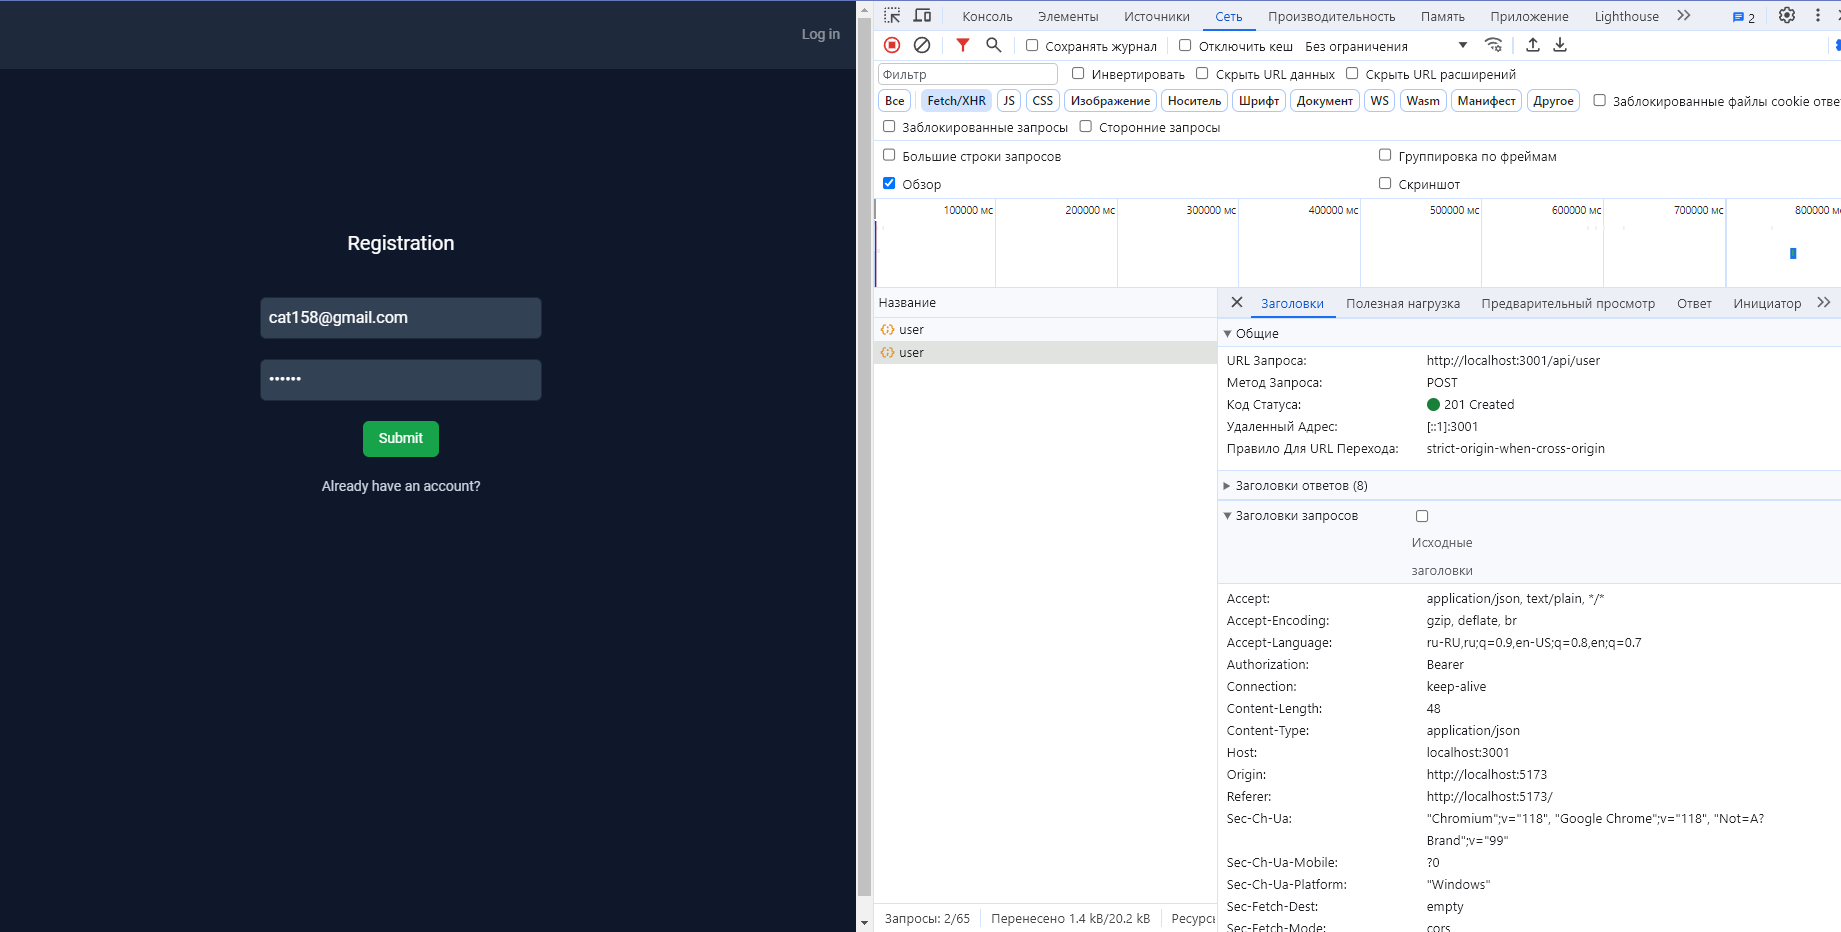 Log in
Registration
cat158@gmail.com
••••••
Submit
Already have an account?
Консоль Элементы Источники Сеть Производительность Память Приложение Lighthouse 2
Сохранять журнал Отключить кеш Без ограничения
Фильтр Инвертировать Скрыть URL данных Скрыть URL расширений
Все Fetch/XHR JS CSS Изображение Носитель Шрифт Документ WS Wasm Манифест Другое Заблокированные файлы cookie отве
Заблокированные запросы Сторонние запросы
Большие строки запросов Группировка по фреймам
Обзор Скриншот
100000 мс 200000 мс 300000 мс 400000 мс 500000 мс 600000 мс 700000 мс 800000 м
Название
user
user
Запросы: 2/65 Перенесено 1.4 kB/20.2 kB Ресурсы
Заголовки Полезная нагрузка Предварительный просмотр Ответ Инициатор
Общие
URL Запроса: http://localhost:3001/api/user
Метод Запроса: POST
Код Статуса: 201 Created
Удаленный Адрес: [::1]:3001
Правило Для URL Перехода: strict-origin-when-cross-origin
Заголовки ответов (8)
Заголовки запросов
Исходные
заголовки
Accept: application/json, text/plain, */*
Accept-Encoding: gzip, deflate, br
Accept-Language: ru-RU,ru;q=0.9,en-US;q=0.8,en;q=0.7
Authorization: Bearer
Connection: keep-alive
Content-Length: 48
Content-Type: application/json
Host: localhost:3001
Origin: http://localhost:5173
Referer: http://localhost:5173/
Sec-Ch-Ua: "Chromium";v="118", "Google Chrome";v="118", "Not=A?
Brand";v="99"
Sec-Ch-Ua-Mobile: ?0
Sec-Ch-Ua-Platform: "Windows"
Sec-Fetch-Dest: empty
Sec-Fetch-Mode: cors